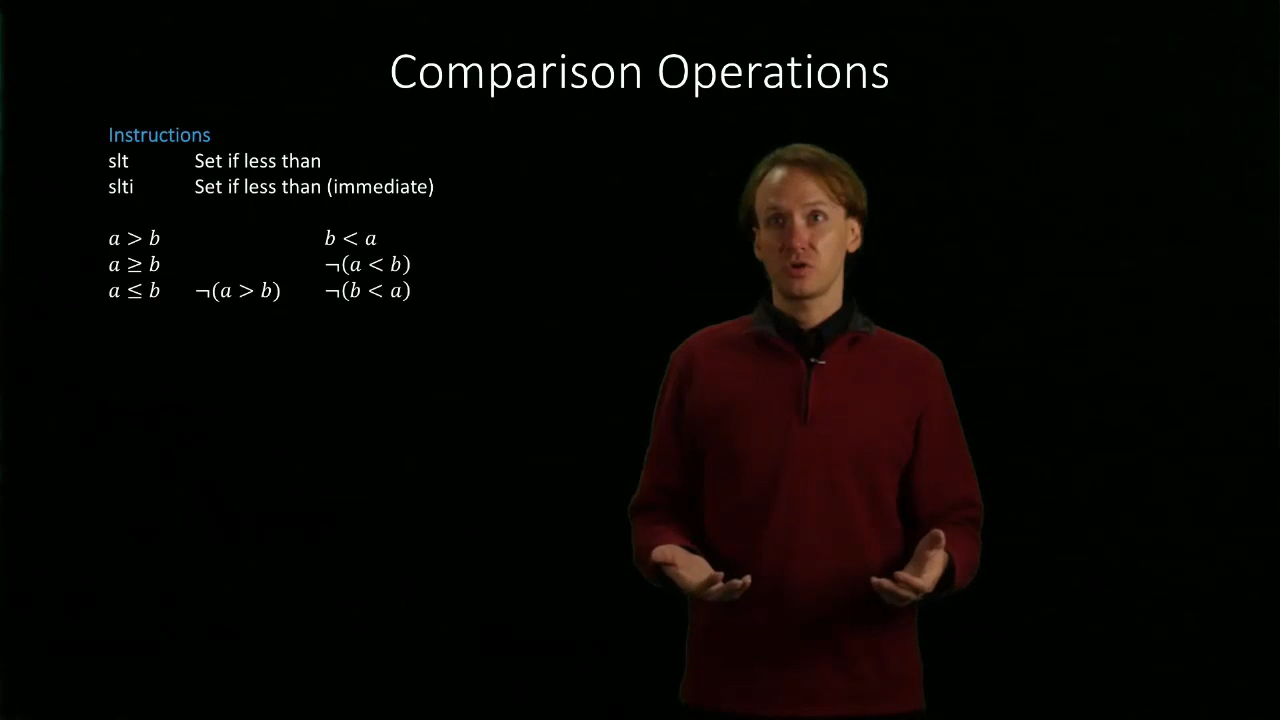 Comparison Operations
Instructions
slt Set if less than
slti Set if less than (immediate)
a > b b < a
a ≥ b ¬(a < b)
a ≤ b ¬(a > b) ¬(b < a)